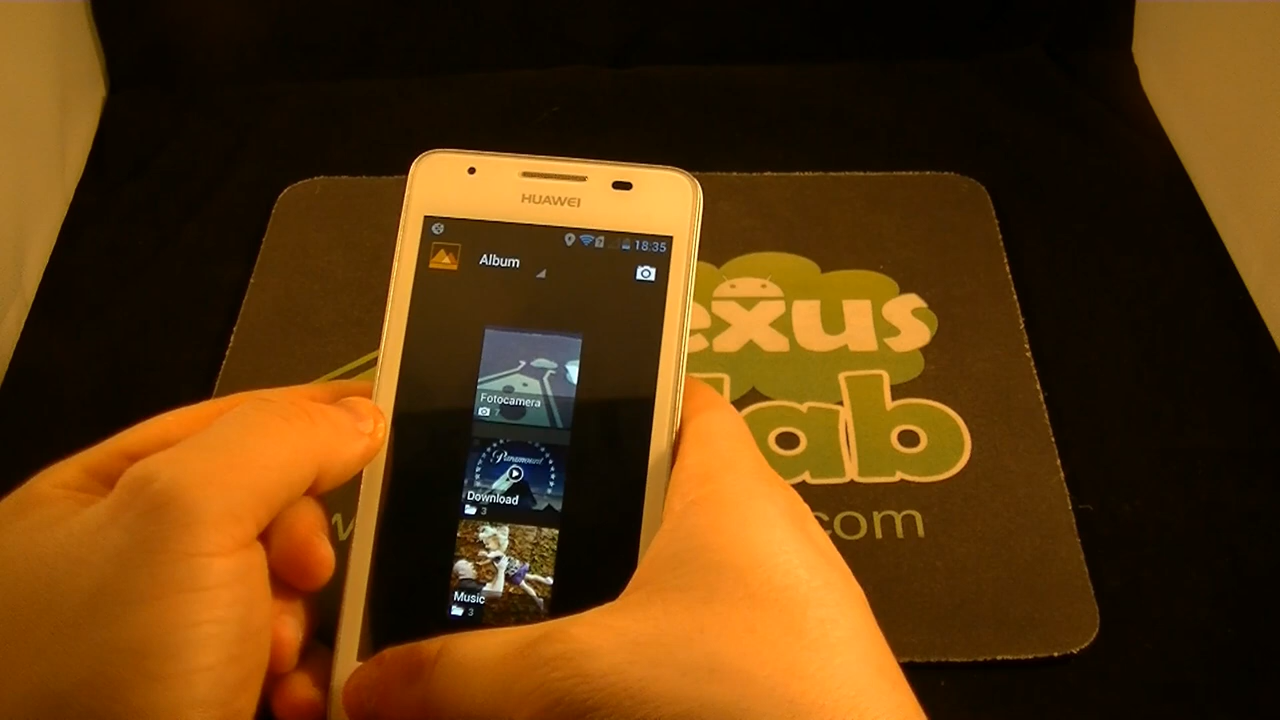 HUAWEI
18:35
Album
Fotocamera
7
Paramount
Download
3
Music
3
exus
lab
.com